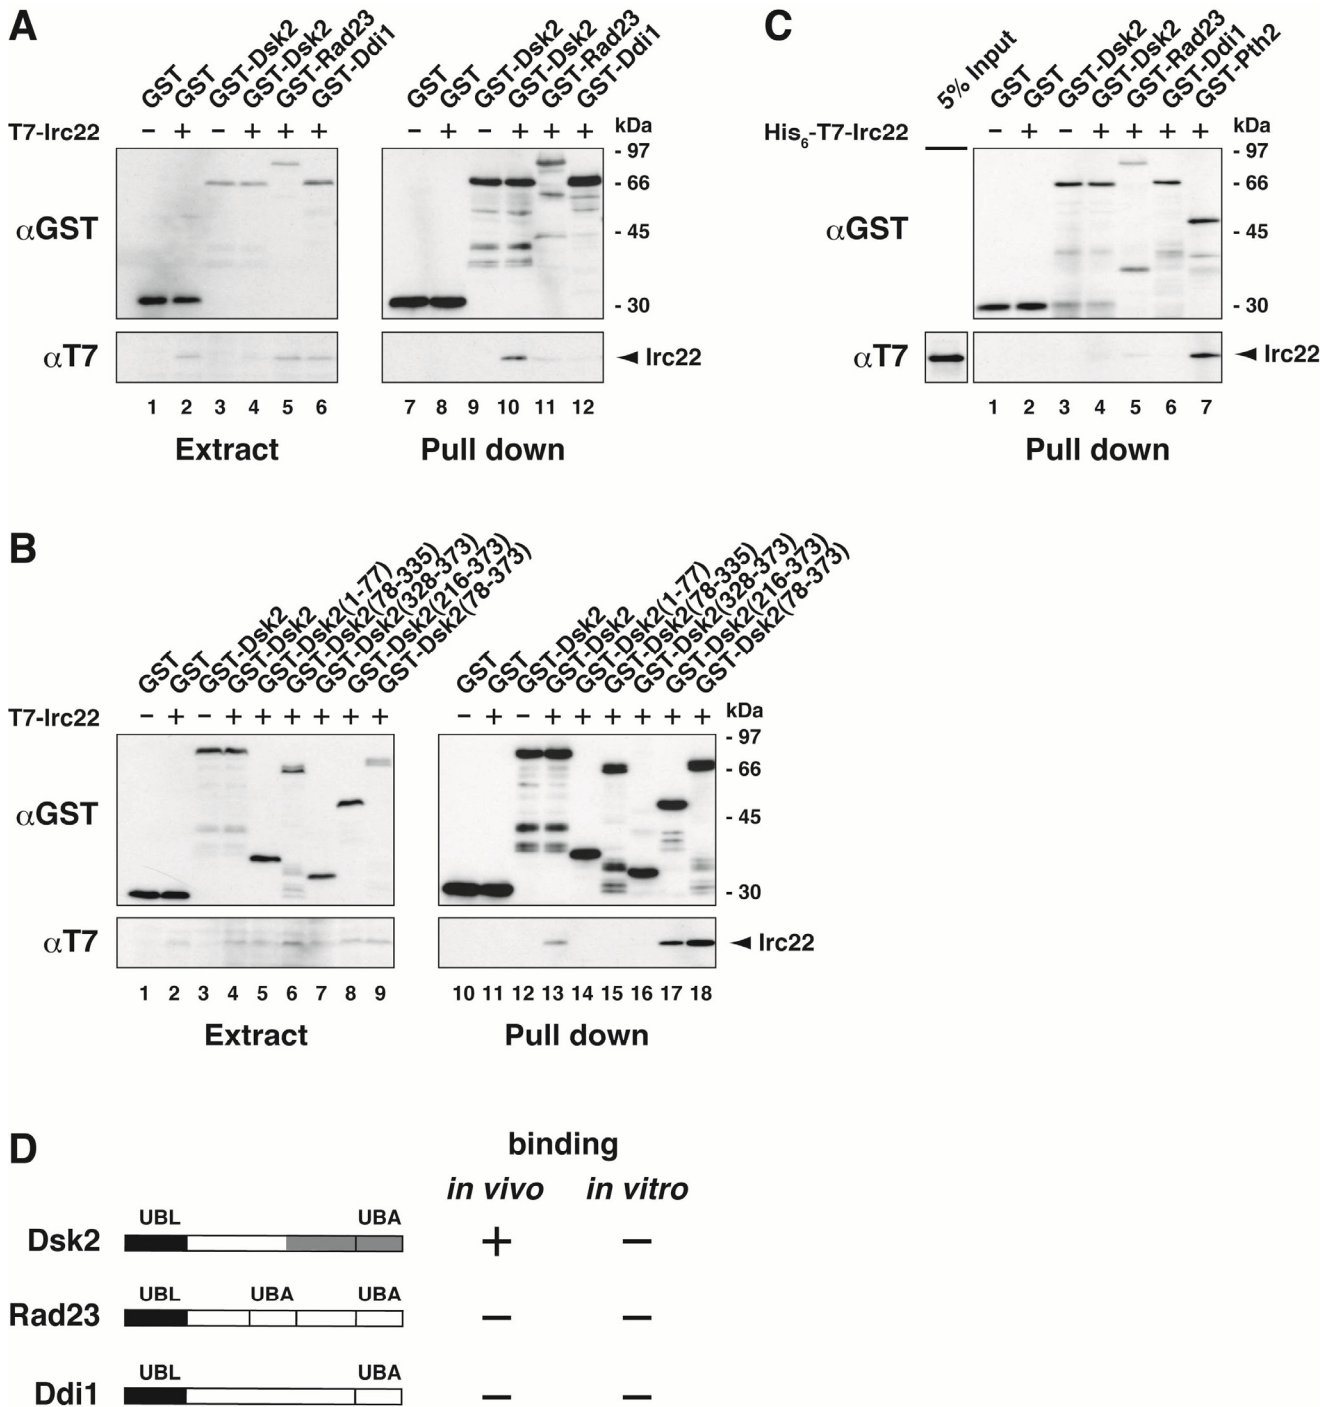 A
GST
GST
GST-Dsk2
GST-Dsk2
GST-Rad23
GST-Ddi1
GST
GST
GST-Dsk2
GST-Dsk2
GST-Rad23
GST-Ddi1
T7-Irc22 − + − + + + − + − + + + kDa
- 97
- 66
- 45
- 30
αGST
αT7
◄ Irc22
1 2 3 4 5 6 7 8 9 10 11 12
Extract Pull down
C
5% Input
GST
GST
GST-Dsk2
GST-Dsk2
GST-Rad23
GST-Ddi1
GST-Pth2
His6-T7-Irc22 − + − + + + + kDa
- 97
- 66
- 45
- 30
αGST
αT7
◄ Irc22
1 2 3 4 5 6 7
Pull down
B
GST
GST
GST-Dsk2
GST-Dsk2
GST-Dsk2(1-77)
GST-Dsk2(78-335)
GST-Dsk2(328-373)
GST-Dsk2(216-373)
GST-Dsk2(78-373)
GST
GST
GST-Dsk2
GST-Dsk2
GST-Dsk2(1-77)
GST-Dsk2(78-335)
GST-Dsk2(328-373)
GST-Dsk2(216-373)
GST-Dsk2(78-373)
T7-Irc22 − + − + + + + + + − + − + + + + + + kDa
- 97
- 66
- 45
- 30
αGST
αT7
◄ Irc22
1 2 3 4 5 6 7 8 9 10 11 12 13 14 15 16 17 18
Extract Pull down
D
binding
in vivo in vitro
UBL UBA
Dsk2 + −
UBL UBA UBA
Rad23 − −
UBL UBA
Ddi1 − −